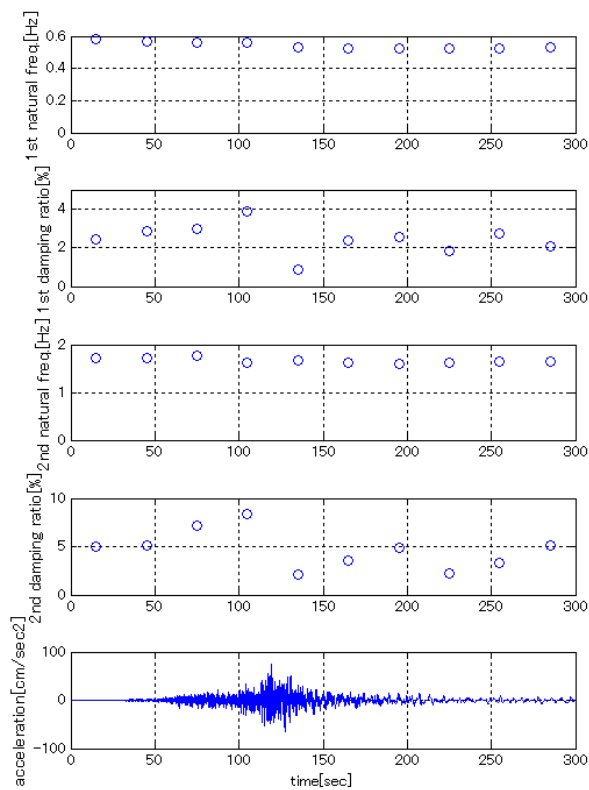 1st natural freq.[Hz]
0.6
0.4
0.2
0
0 50 100 150 200 250 300
1st damping ratio[%]
4
2
0
0 50 100 150 200 250 300
2nd natural freq.[Hz]
2
1
0
0 50 100 150 200 250 300
2nd damping ratio[%]
10
5
0
0 50 100 150 200 250 300
acceleration[cm/sec2]
100
0
-100
0 50 100 150 200 250 300
time[sec]